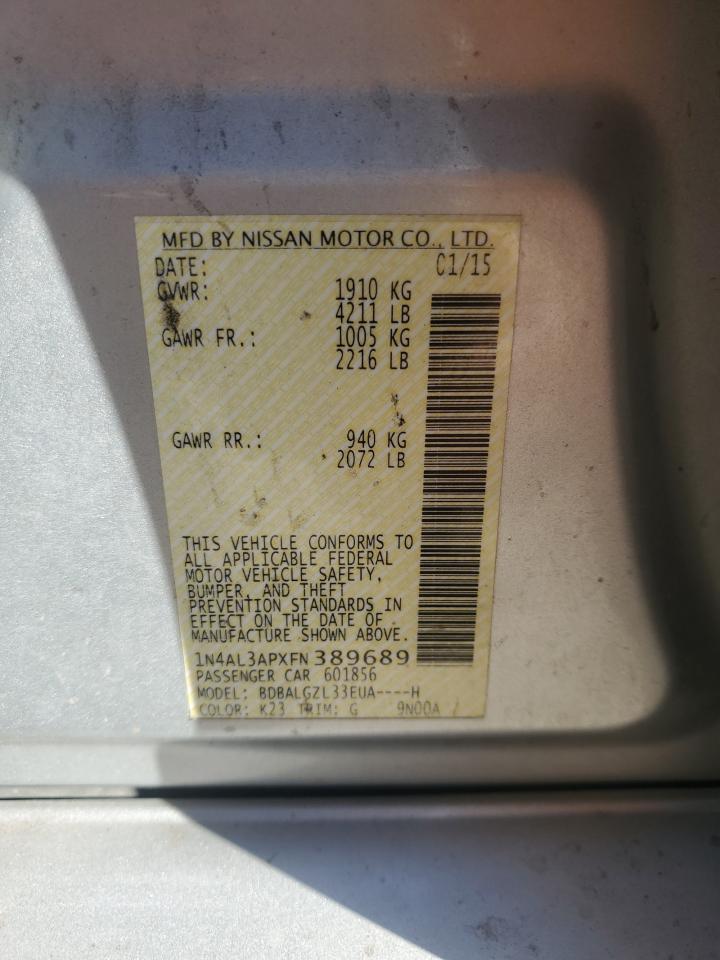 MFD BY NISSAN MOTOR CO., LTD.
DATE: 01/15
GVWR: 1910 KG
4211 LB
GAWR FR.: 1005 KG
2216 LB
GAWR RR.: 940 KG
2072 LB
THIS VEHICLE CONFORMS TO
ALL APPLICABLE FEDERAL
MOTOR VEHICLE SAFETY,
BUMPER, AND THEFT
PREVENTION STANDARDS IN
EFFECT ON THE DATE OF
MANUFACTURE SHOWN ABOVE.
1N4AL3APXFN389689
PASSENGER CAR 601856
MODEL: BDBALGZL33EUA----H
COLOR: K23 TRIM: G 9N00A /